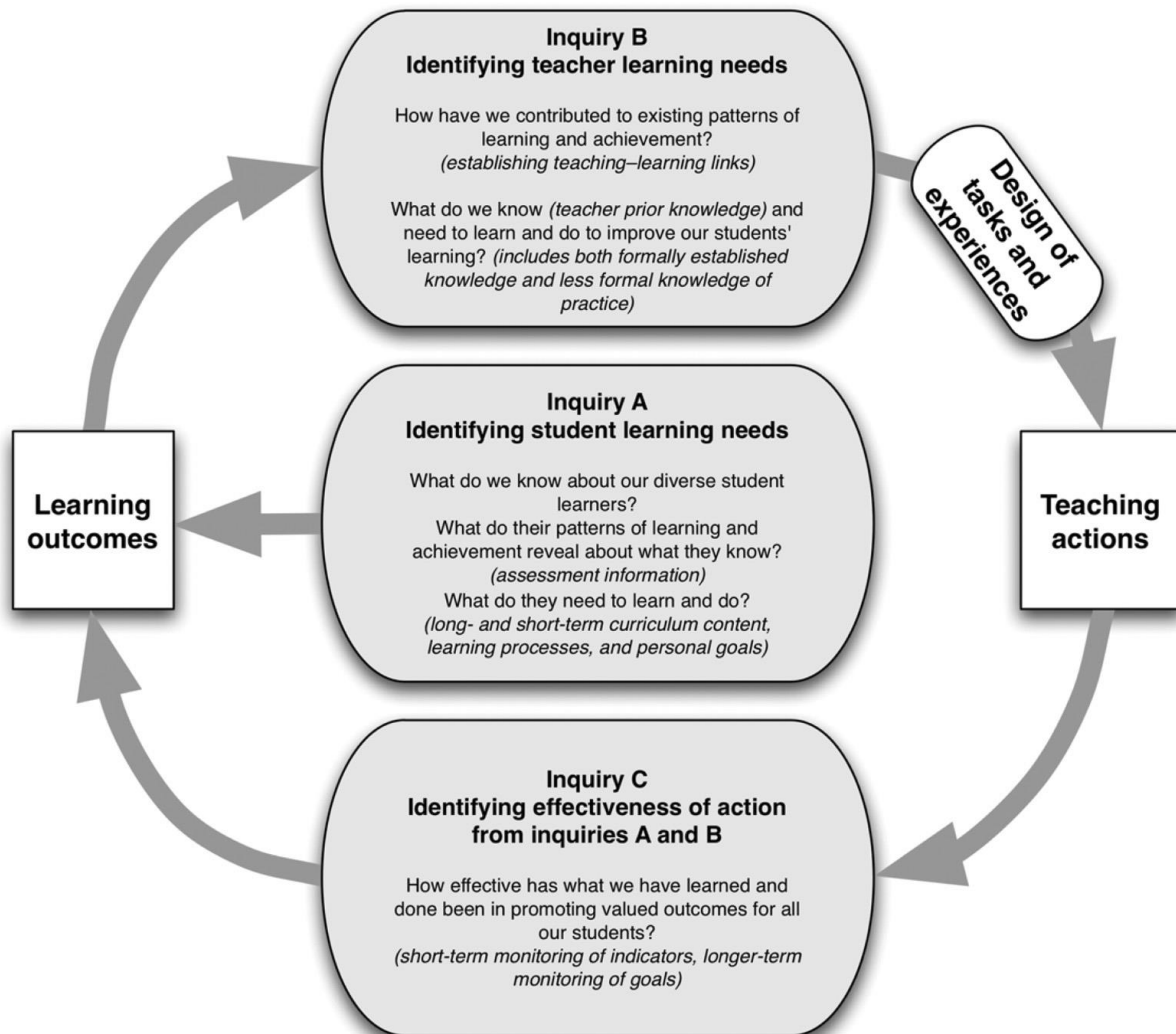 Inquiry B
Identifying teacher learning needs
How have we contributed to existing patterns of
learning and achievement?
(establishing teaching–learning links)
What do we know (teacher prior knowledge) and
need to learn and do to improve our students'
learning? (includes both formally established
knowledge and less formal knowledge of
practice)
Design of
tasks and
experiences
Inquiry A
Identifying student learning needs
What do we know about our diverse student
learners?
What do their patterns of learning and
achievement reveal about what they know?
(assessment information)
What do they need to learn and do?
(long- and short-term curriculum content,
learning processes, and personal goals)
Learning
outcomes
Teaching
actions
Inquiry C
Identifying effectiveness of action
from inquiries A and B
How effective has what we have learned and
done been in promoting valued outcomes for all
our students?
(short-term monitoring of indicators, longer-term
monitoring of goals)